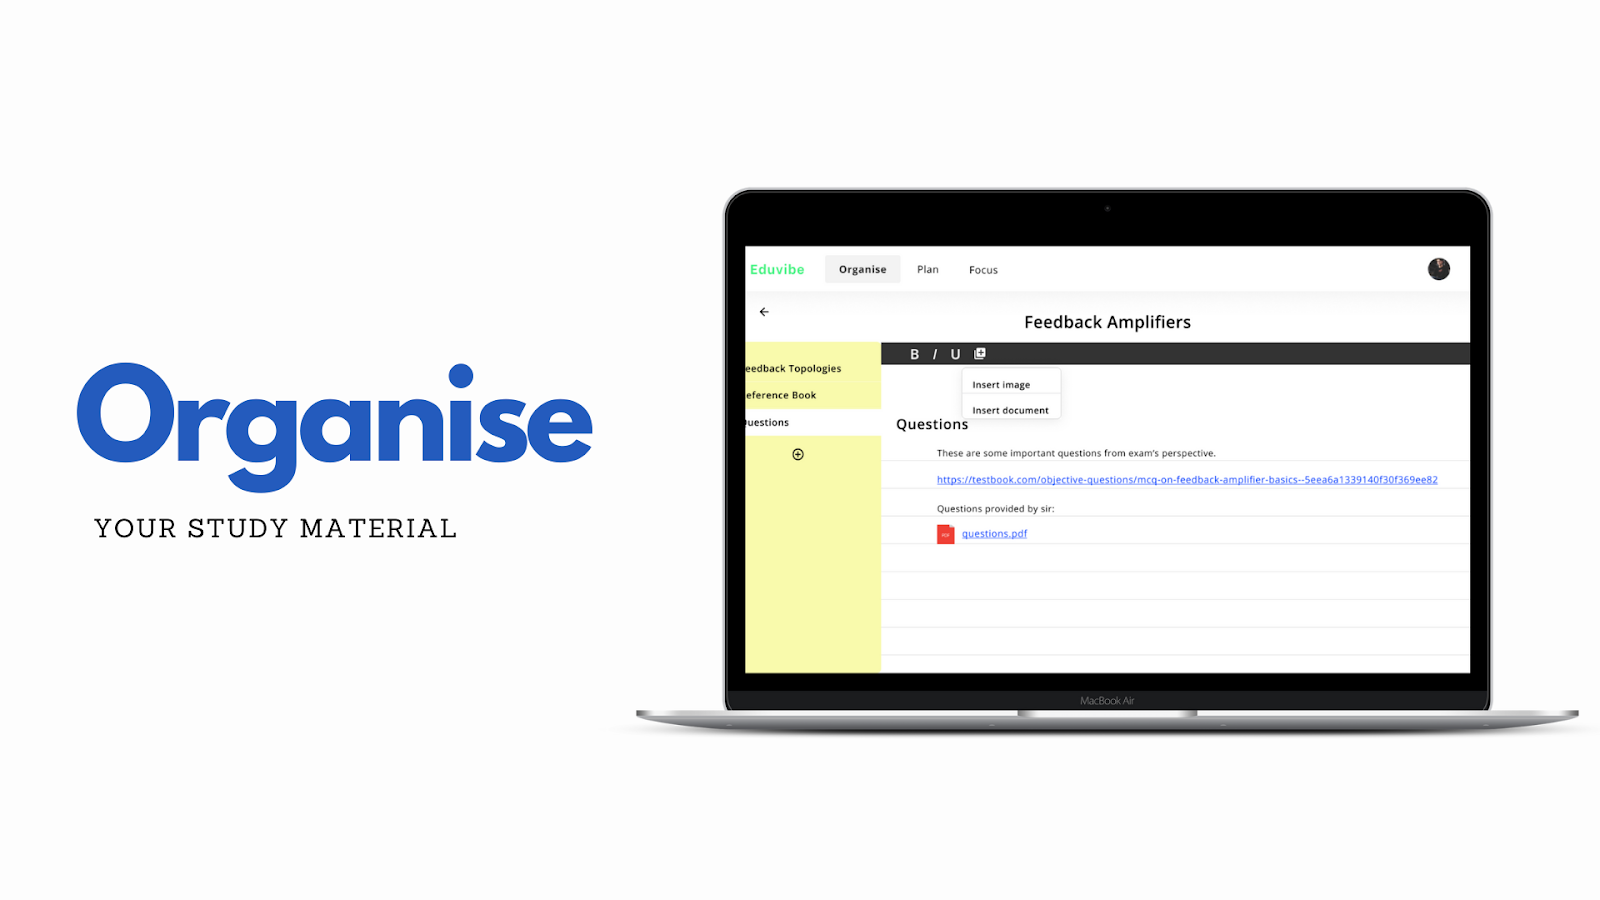 Organise
YOUR STUDY MATERIAL
Eduvibe Organise Plan Focus
Feedback Amplifiers
B I U
eedback Topologies
eference Book
uestions
Insert image
Insert document
Questions
These are some important questions from exam's perspective.
https://testbook.com/objective-questions/mcq-on-feedback-amplifier-basics--5eea6a1339140f30f369ee82
Questions provided by sir:
PDF questions.pdf
MacBook Air